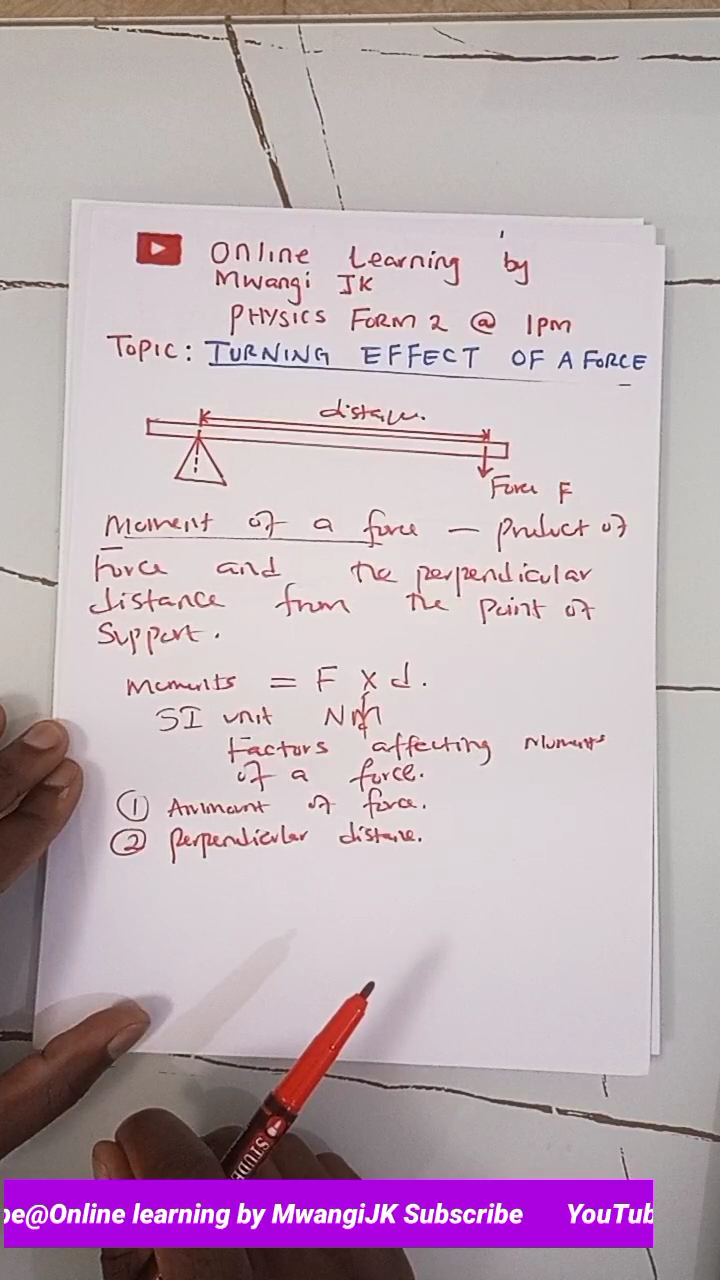 Online Learning by
Mwangi JK
PHYSICS FORM 2 @ 1PM
TOPIC: TURNING EFFECT OF A FORCE
distance.
Force F
Moment of a force – product of
Force and the perpendicular
distance from the point of
Support.
Moments = F x d.
SI unit Nm
Factors affecting Moments
of a force.
① Ammount of force.
② Perpendicular distance.
STUDE
be@Online learning by MwangiJK Subscribe YouTub